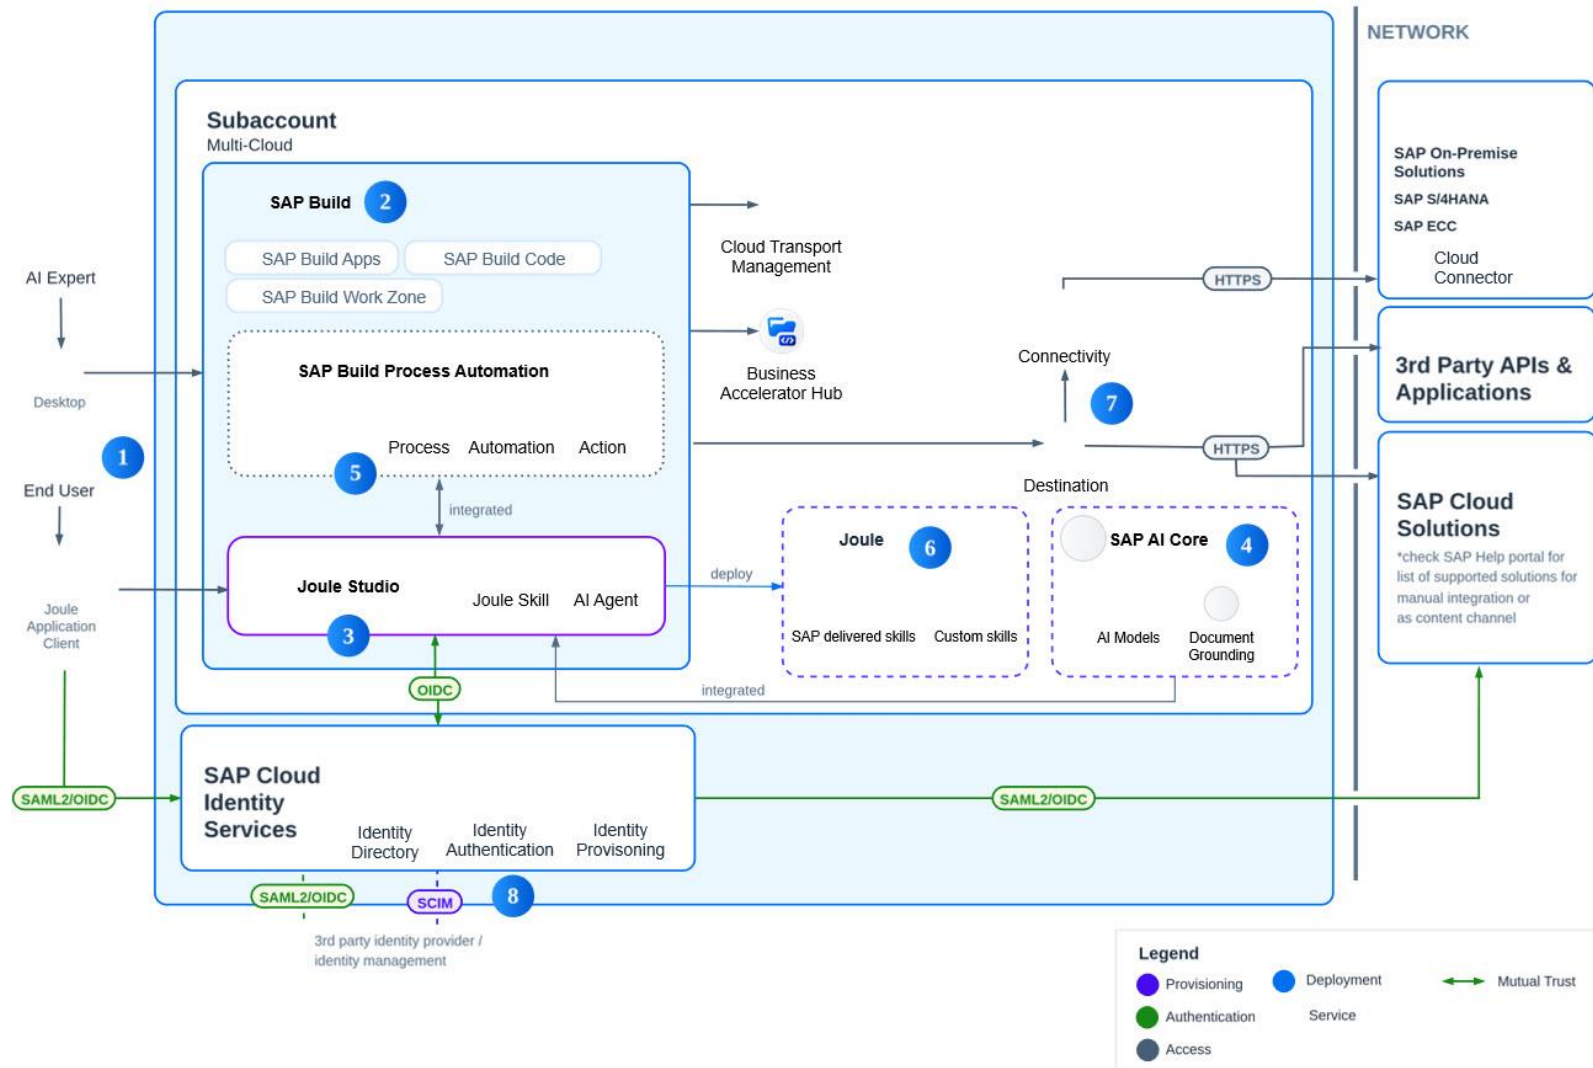 NETWORK
Subaccount
Multi-Cloud
SAP Build
2
SAP Build Apps
SAP Build Code
SAP Build Work Zone
SAP Build Process Automation
Process
Automation
Action
5
integrated
Joule Studio
Joule Skill
AI Agent
3
AI Expert
Desktop
1
End User
Joule
Application
Client
Cloud Transport
Management
Business
Accelerator Hub
Connectivity
7
Destination
HTTPS
HTTPS
deploy
Joule
6
SAP delivered skills
Custom skills
SAP AI Core
4
AI Models
Document
Grounding
integrated
OIDC
SAP On-Premise
Solutions
SAP S/4HANA
SAP ECC
Cloud
Connector
3rd Party APIs &
Applications
SAP Cloud
Solutions
*check SAP Help portal for
list of supported solutions for
manual integration or
as content channel
SAML2/OIDC
SAP Cloud
Identity
Services
Identity
Directory
Identity
Authentication
Identity
Provisoning
SAML2/OIDC
SAML2/OIDC
SCIM
8
3rd party identity provider /
identity management
Legend
Provisioning
Deployment
Mutual Trust
Authentication
Service
Access